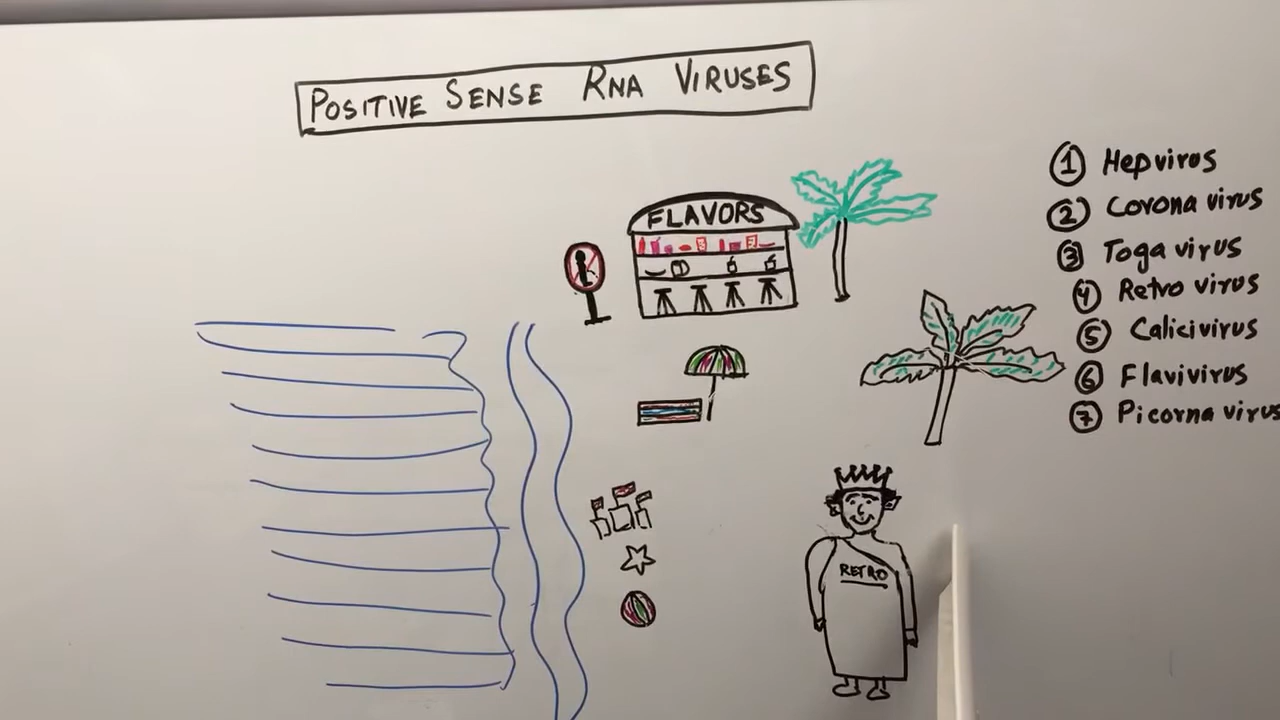 POSITIVE SENSE RNA VIRUSES
FLAVORS
① Hepvirus
② Corona virus
③ Toga virus
④ Retro virus
⑤ Calicivirus
⑥ Flavivirus
⑦ Picorna virus
RETRO